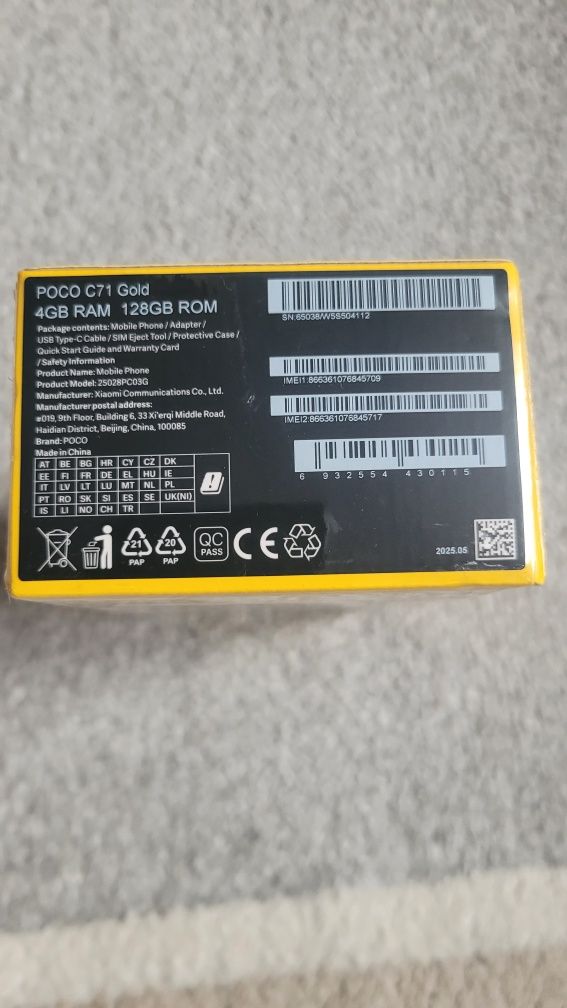 POCO C71 Gold
4GB RAM 128GB ROM
Package contents: Mobile Phone / Adapter /
USB Type-C Cable / SIM Eject Tool / Protective Case /
Quick Start Guide and Warranty Card
/ Safety Information
Product Name: Mobile Phone
Product Model: 25028PC03G
Manufacturer: Xiaomi Communications Co., Ltd.
Manufacturer postal address:
#019, 9th Floor, Building 6, 33 Xi'erqi Middle Road,
Haidian District, Beijing, China, 100085
Brand: POCO
Made in China
AT BE BG HR CY CZ DK
EE FI FR DE EL HU IE
IT LV LT LU MT NL PL
PT RO SK SI ES SE UK(NI)
IS LI NO CH TR
21
PAP
20
PAP
QC
PASS
CE
SN:65038/W5S504112
IMEI1:866361076845709
IMEI2:866361076845717
6 932554 430115
2025.05